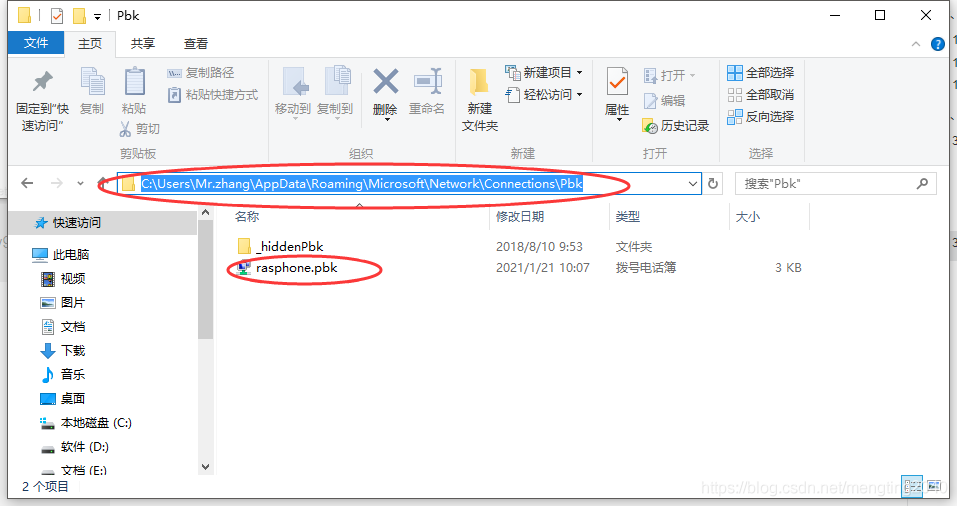 Pbk
文件 主页 共享 查看
固定到“快速访问”
复制
粘贴
复制路径
粘贴快捷方式
剪切
剪贴板
移动到
复制到
删除
重命名
组织
新建
文件夹
新建项目
轻松访问
新建
属性
打开
编辑
历史记录
打开
全部选择
全部取消
反向选择
选择
C:\Users\Mr.zhang\AppData\Roaming\Microsoft\Network\Connections\Pbk
搜索"Pbk"
名称 修改日期 类型 大小
_hiddenPbk 2018/8/10 9:53 文件夹
rasphone.pbk 2021/1/21 10:07 拨号电话簿 3 KB
快速访问
此电脑
视频
图片
文档
下载
音乐
桌面
本地磁盘 (C:)
软件 (D:)
文档 (E:)
2 个项目